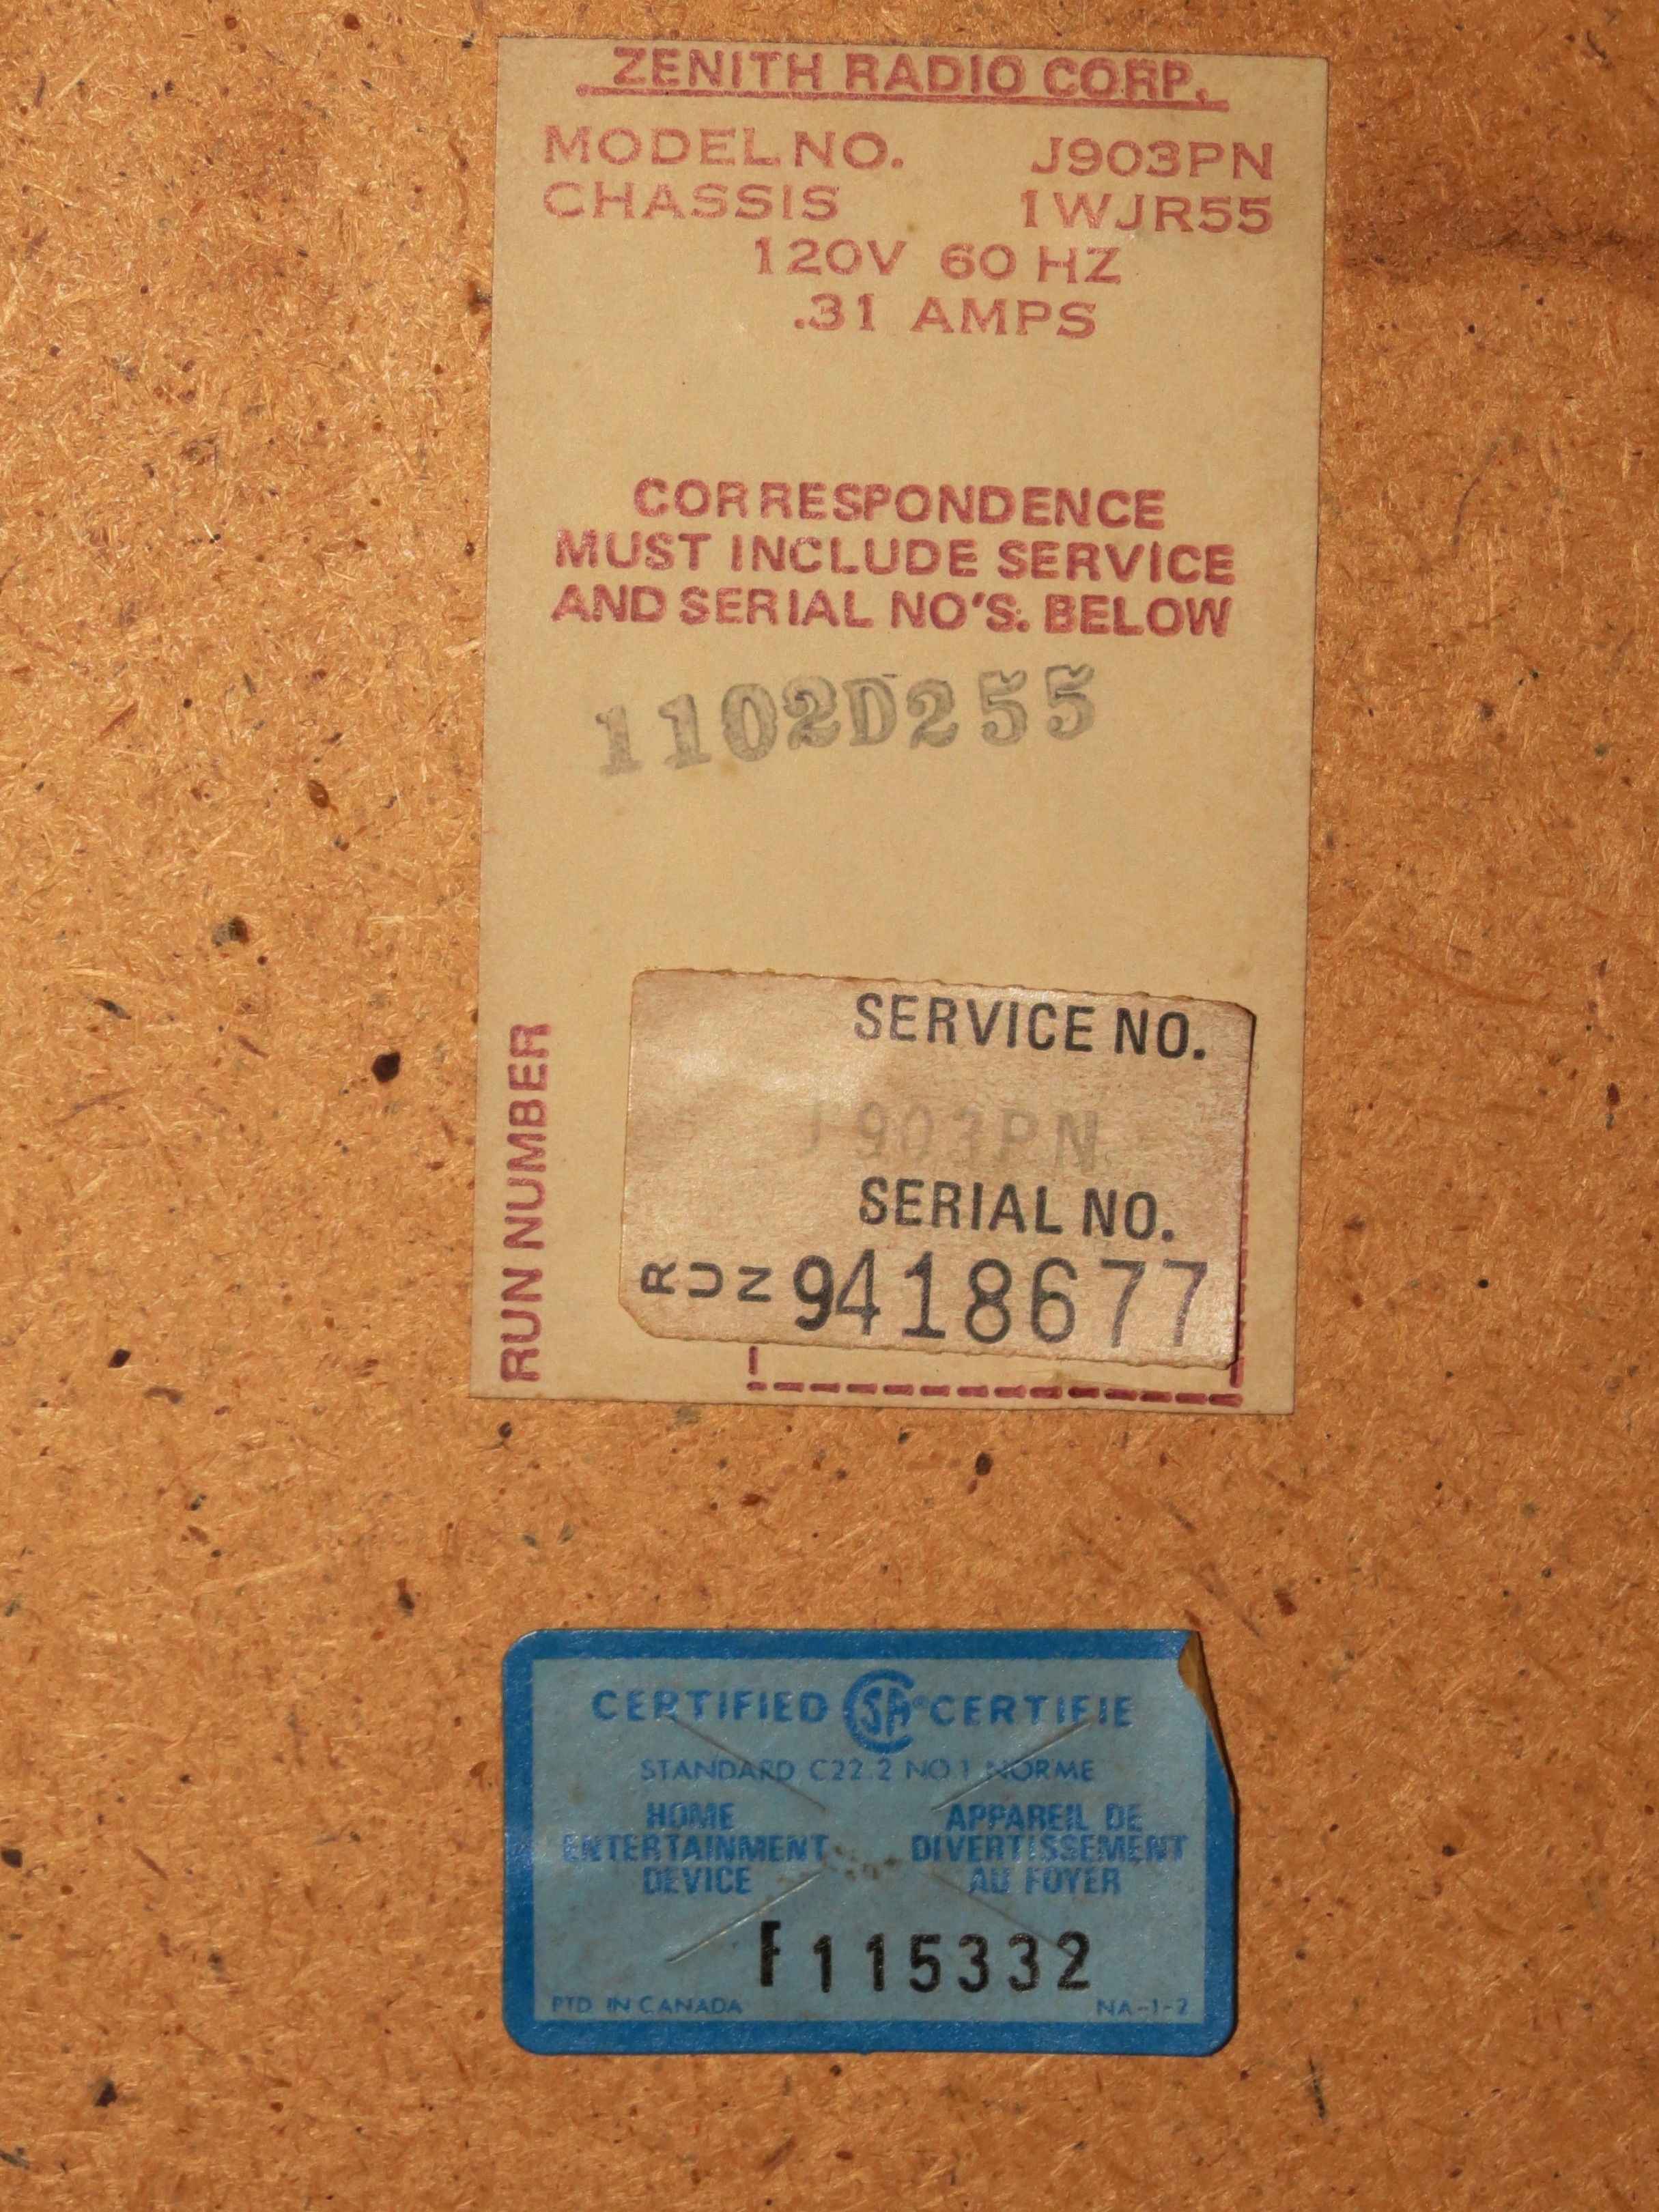 ZENITH RADIO CORP.
MODEL NO. J903PN
CHASSIS 1WJR55
120V 60 HZ
.31 AMPS
CORRESPONDENCE
MUST INCLUDE SERVICE
AND SERIAL NO'S. BELOW
1102D255
RUN NUMBER
SERVICE NO.
J903PN
SERIAL NO.
RUN 9418677
CERTIFIED CSA® CERTIFIE
STANDARD C22.2 NO.1 NORME
HOME
ENTERTAINMENT
DEVICE
APPAREIL DE
DIVERTISSEMENT
AU FOYER
F115332
PTD IN CANADA NA-1-2